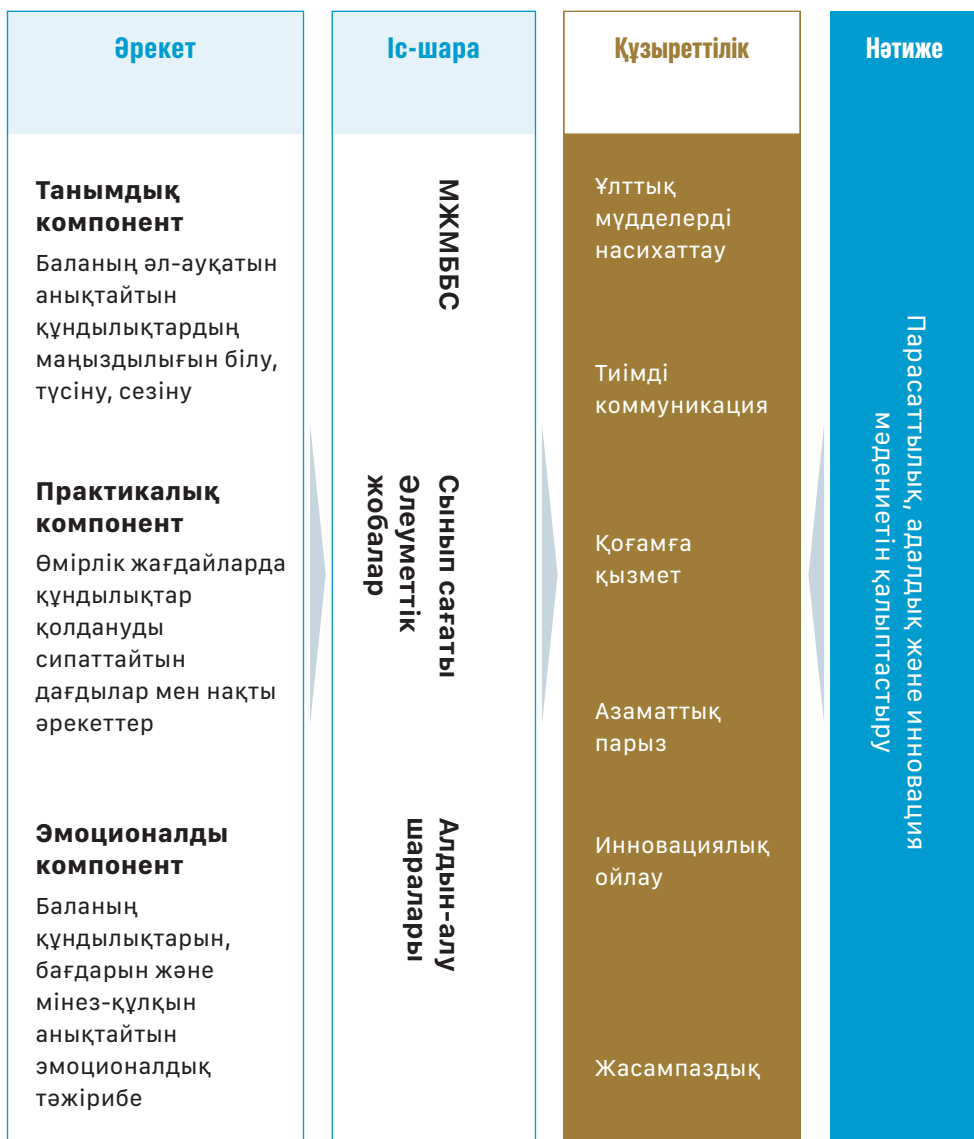 Әрекет
Танымдық
компонент
Баланың әл-ауқатын
анықтайтын
құндылықтардың
маңыздылығын білу,
түсіну, сезіну
Практикалық
компонент
Өмірлік жағдайларда
құндылықтар
қолдануды
сипаттайтын
дағдылар мен нақты
әрекеттер
Эмоционалды
компонент
Баланың
құндылықтарын,
бағдарын және
мінез-құлқын
анықтайтын
эмоционалдық
тәжірибе
Іс-шара
МЖМББС
Сынып сағаты
Әлеуметтік
жобалар
Алдын-алу
шаралары
Құзыреттілік
Ұлттық
мүдделерді
насихаттау
Тиімді
коммуникация
Қоғамға
қызмет
Азаматтық
парыз
Инновациялық
ойлау
Жасампаздық
Нәтиже
Парасаттылық, адалдық және инновация
мәдениетін қалыптастыру